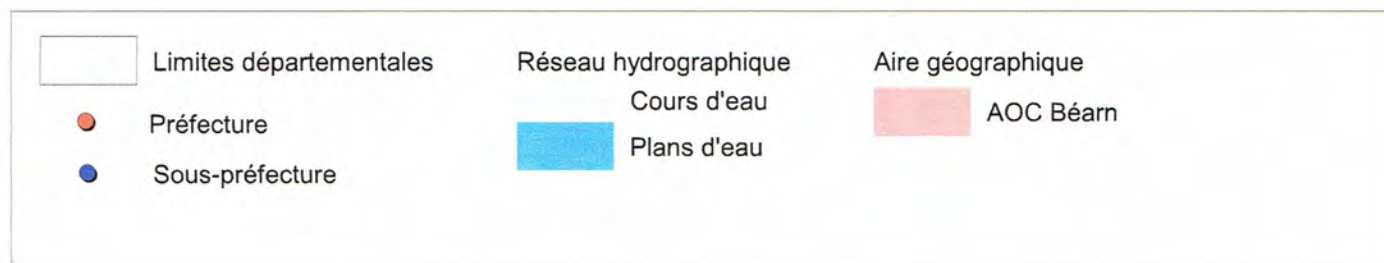 Limites départementales
Préfecture
Sous-préfecture
Réseau hydrographique
Cours d'eau
Plans d'eau
Aire géographique
AOC Béarn